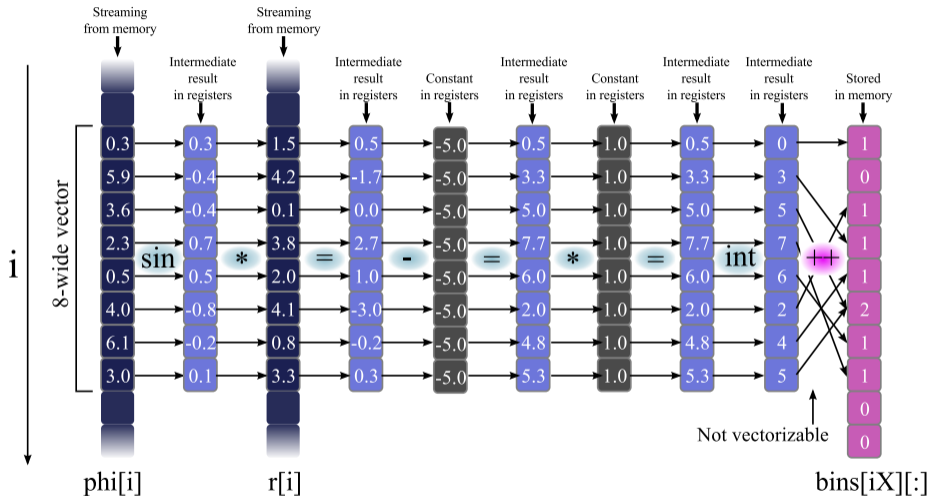 Streaming
from memory
Streaming
from memory
Intermediate
result
in registers
Intermediate
result
in registers
Constant
in registers
Intermediate
result
in registers
Constant
in registers
Intermediate
result
in registers
Intermediate
result
in registers
Stored
in memory
0.3 0.3 1.5 0.5 -5.0 0.5 1.0 0.5 0 1
5.9 -0.4 4.2 -1.7 -5.0 3.3 1.0 3.3 3 0
3.6 -0.4 0.1 0.0 -5.0 5.0 1.0 5.0 5 1
2.3 0.7 3.8 2.7 -5.0 7.7 1.0 7.7 7 1
sin * = - = * = int ++
0.5 0.5 2.0 1.0 -5.0 6.0 1.0 6.0 6 1
4.0 -0.8 4.1 -3.0 -5.0 2.0 1.0 2.0 2 2
6.1 -0.2 0.8 -0.2 -5.0 4.8 1.0 4.8 4 1
3.0 0.1 3.3 0.3 -5.0 5.3 1.0 5.3 5 1
0
0
i
8-wide vector
Not vectorizable
phi[i]
r[i]
bins[iX][:]